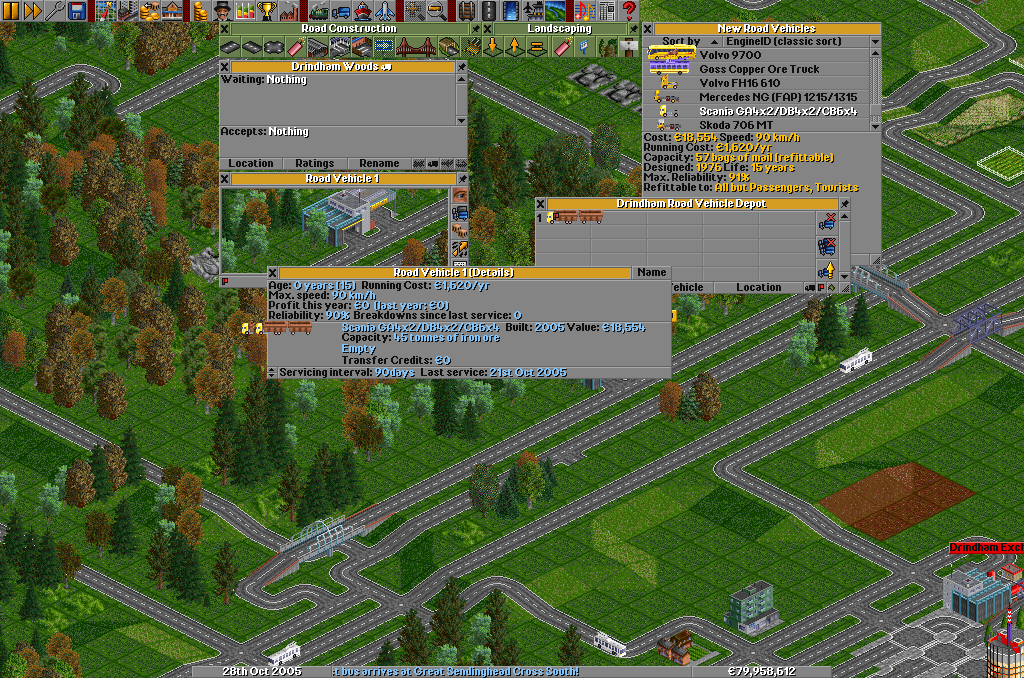 Road Construction
Landscaping
New Road Vehicles
Sort by EngineID (classic sort)
Volvo 9700
Goss Copper Ore Truck
Volvo FH16 610
Mercedes NG (FAP) 1215/1315
Scania GA4x2/DB4x2/C86x4
Skoda 706 MT
Cost: €18,554 Speed: 90 km/h
Running Cost: €1,620/yr
Capacity: 57 bags of mail (refittable)
Designed: 1976 Life: 15 years
Max. Reliability: 91%
Refittable to: All but Passengers, Tourists
Drindham Woods
Waiting: Nothing
Accepts: Nothing
Location Ratings Rename
Road Vehicle 1
Drindham Road Vehicle Depot
1
Vehicle Location
Road Vehicle 1 (Details) Name
Age: 0 years (15) Running Cost: €1,620/yr
Max. speed: 90 km/h
Profit this year: €0 (last year: €0)
Reliability: 90% Breakdowns since last service: 0
Scania GA4x2/DB4x2/C86x4 Built: 2005 Value: €18,554
Capacity: 45 tonnes of iron ore
Empty
Transfer Credits: €0
Servicing interval: 90days Last service: 21st Oct 2005
Drindham Excl
28th Oct 2005 t bus arrives at Great Sendinghead Cross South! €79,958,612